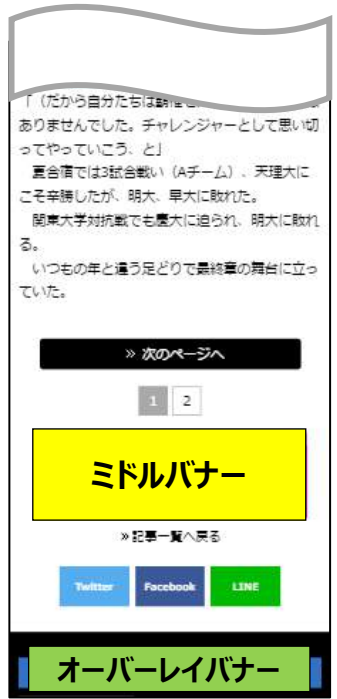 「（だから自分たちは
ありませんでした。チャレンジャーとして思い切
ってやっていこう、と」
　夏合宿では3試合戦い（Aチーム）、天理大に
こそ辛勝したが、明大、早大に敗れた。
　関東大学対抗戦でも慶大に迫られ、明大に敗れ
る。
　いつもの年と違う足どりで最終章の舞台に立っ
ていた。
» 次のページへ
1 2
ミドルバナー
» 記事一覧へ戻る
Twitter Facebook LINE
オーバーレイバナー